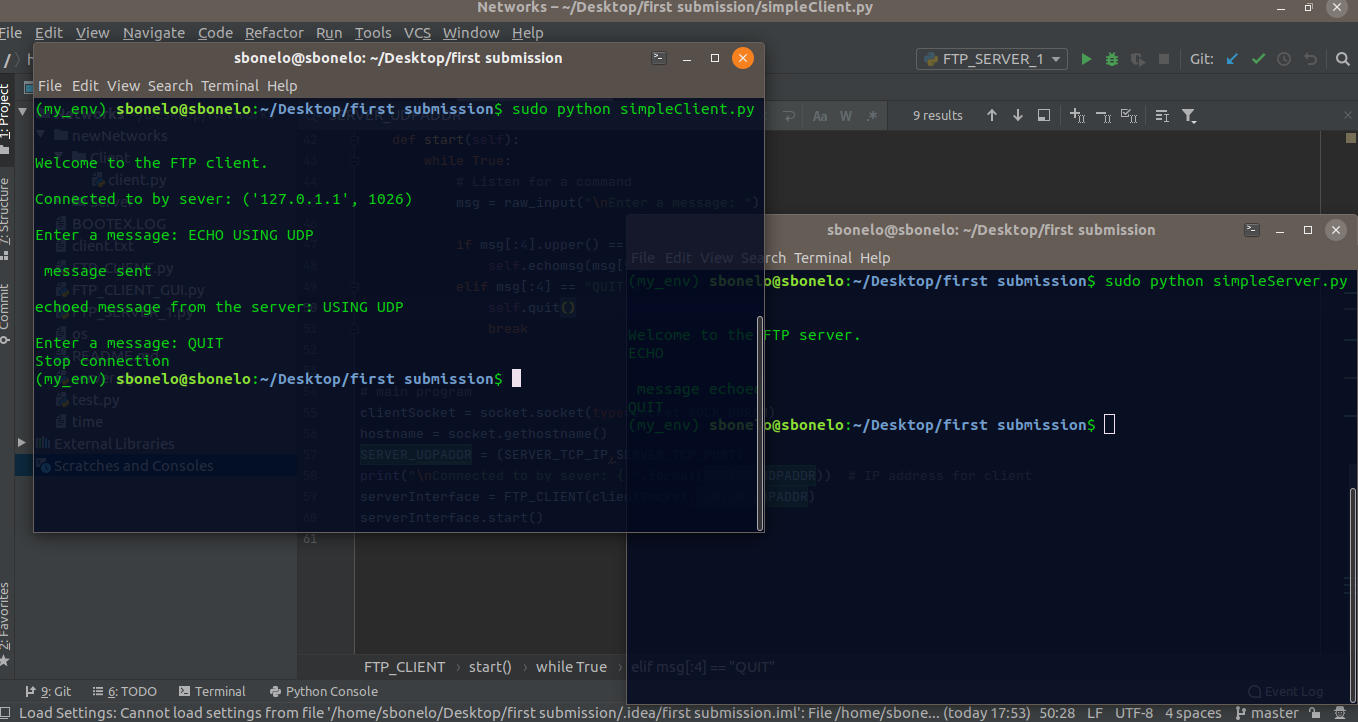 Networks – ~/Desktop/first submission/simpleClient.py
File Edit View Navigate Code Refactor Run Tools VCS Window Help
FTP_SERVER_1 Git:
sbonelo@sbonelo: ~/Desktop/first submission
File Edit View Search Terminal Help
(my_env) sbonelo@sbonelo:~/Desktop/first submission$ sudo python simpleClient.py
Welcome to the FTP client.
Connected to by sever: ('127.0.1.1', 1026)
Enter a message: ECHO USING UDP
message sent
echoed message from the server: USING UDP
Enter a message: QUIT
Stop connection
(my_env) sbonelo@sbonelo:~/Desktop/first submission$
Aa W .* 9 results
1: Project
7: Structure
Commit
2: Favorites
newNetworks
Client
client.py
BOOTEX.LOG
client.txt
FTP_CLIENT.py
FTP_CLIENT_GUI.py
FTP_SERVER_1.py
os
README.md
test.py
time
External Libraries
Scratches and Consoles
SERVER_UDPADDR
def start(self):
while True:
# Listen for a command
msg = raw_input("\nEnter a message: ")
if msg[:4].upper() ==
self.echomsg(msg[
elif msg[:4] == "QUIT
self.quit()
break
# main program
55 clientSocket = socket.socket(
56 hostname = socket.gethostname()
57 SERVER_UDPADDR = (SERVER_TCP_IP,
58 print("\nConnected to by sever: { UDPADDR)) # IP address for client
59 serverInterface = FTP_CLIENT(clie UDPADDR)
60 serverInterface.start()
61
sbonelo@sbonelo: ~/Desktop/first submission
File Edit View Search Terminal Help
(my_env) sbonelo@sbonelo:~/Desktop/first submission$ sudo python simpleServer.py
Welcome to the FTP server.
ECHO
message echoed
QUIT
(my_env) sbonelo@sbonelo:~/Desktop/first submission$
FTP_CLIENT › start() › while True › elif msg[:4] == "QUIT"
9: Git 6: TODO Terminal Python Console Event Log
Load Settings: Cannot load settings from file '/home/sbonelo/Desktop/first submission/.idea/first submission.iml': File /home/sbone... (today 17:53) 50:28 LF UTF-8 4 spaces master